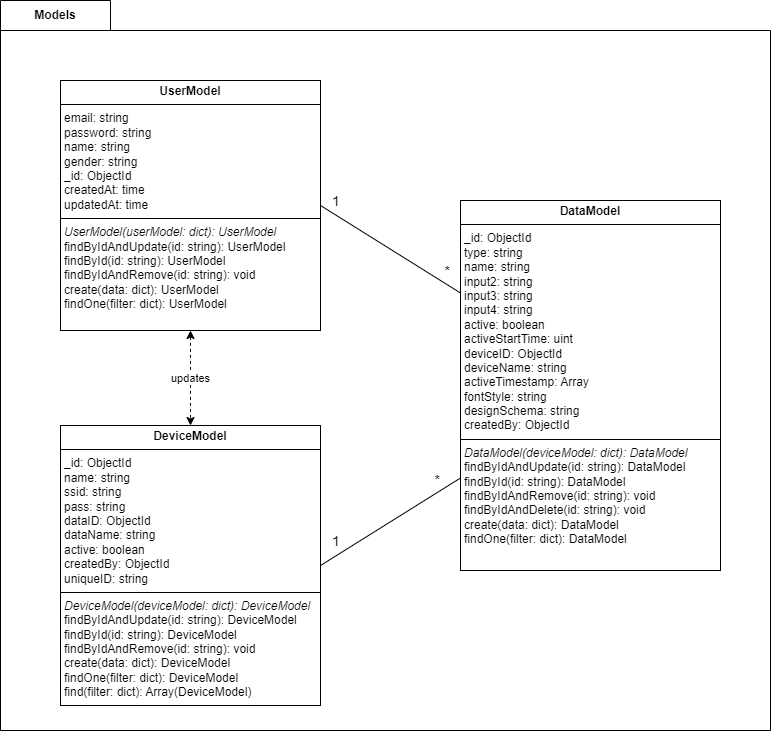 Models
UserModel
email: string
password: string
name: string
gender: string
_id: ObjectId
createdAt: time
updatedAt: time
UserModel(userModel: dict): UserModel
findByIdAndUpdate(id: string): UserModel
findById(id: string): UserModel
findByIdAndRemove(id: string): void
create(data: dict): UserModel
findOne(filter: dict): UserModel
1
*
updates
DataModel
_id: ObjectId
type: string
name: string
input2: string
input3: string
input4: string
active: boolean
activeStartTime: uint
deviceID: ObjectId
deviceName: string
activeTimestamp: Array
fontStyle: string
designSchema: string
createdBy: ObjectId
DataModel(deviceModel: dict): DataModel
findByIdAndUpdate(id: string): DataModel
findById(id: string): DataModel
findByIdAndRemove(id: string): void
findByIdAndDelete(id: string): void
create(data: dict): DataModel
findOne(filter: dict): DataModel
DeviceModel
_id: ObjectId
name: string
ssid: string
pass: string
dataID: ObjectId
dataName: string
active: boolean
createdBy: ObjectId
uniqueID: string
DeviceModel(deviceModel: dict): DeviceModel
findByIdAndUpdate(id: string): DeviceModel
findById(id: string): DeviceModel
findByIdAndRemove(id: string): void
create(data: dict): DeviceModel
findOne(filter: dict): DeviceModel
find(filter: dict): Array(DeviceModel)
1
*